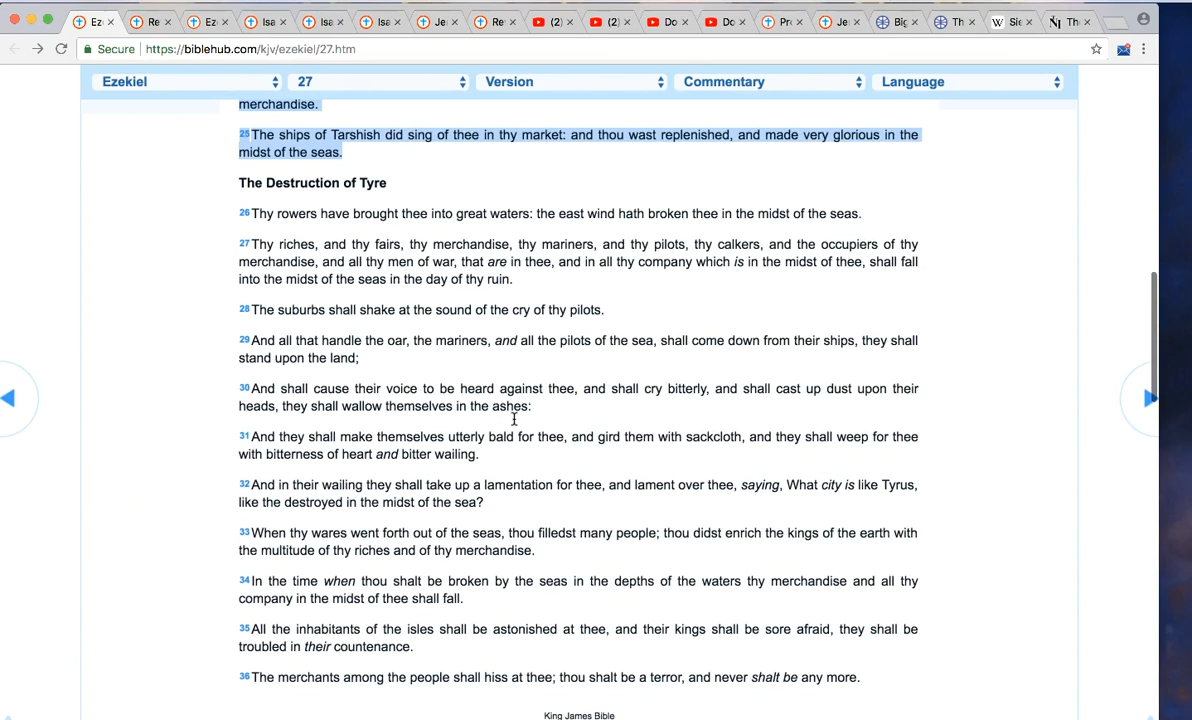 Ez
Re
Ez
Isa
Isa
Isa
Je
Re
(2)
(2)
Do
Do
Pr
Je
Big
Th
W Sie
N Th
Secure | https://biblehub.com/kjv/ezekiel/27.htm
Ezekiel 27 Version Commentary Language
merchandise.
25The ships of Tarshish did sing of thee in thy market: and thou wast replenished, and made very glorious in the
midst of the seas.
The Destruction of Tyre
26Thy rowers have brought thee into great waters: the east wind hath broken thee in the midst of the seas.
27Thy riches, and thy fairs, thy merchandise, thy mariners, and thy pilots, thy calkers, and the occupiers of thy
merchandise, and all thy men of war, that are in thee, and in all thy company which is in the midst of thee, shall fall
into the midst of the seas in the day of thy ruin.
28The suburbs shall shake at the sound of the cry of thy pilots.
29And all that handle the oar, the mariners, and all the pilots of the sea, shall come down from their ships, they shall
stand upon the land;
30And shall cause their voice to be heard against thee, and shall cry bitterly, and shall cast up dust upon their
heads, they shall wallow themselves in the ashes:
31And they shall make themselves utterly bald for thee, and gird them with sackcloth, and they shall weep for thee
with bitterness of heart and bitter wailing.
32And in their wailing they shall take up a lamentation for thee, and lament over thee, saying, What city is like Tyrus,
like the destroyed in the midst of the sea?
33When thy wares went forth out of the seas, thou filledst many people; thou didst enrich the kings of the earth with
the multitude of thy riches and of thy merchandise.
34In the time when thou shalt be broken by the seas in the depths of the waters thy merchandise and all thy
company in the midst of thee shall fall.
35All the inhabitants of the isles shall be astonished at thee, and their kings shall be sore afraid, they shall be
troubled in their countenance.
36The merchants among the people shall hiss at thee; thou shalt be a terror, and never shalt be any more.
King James Bible